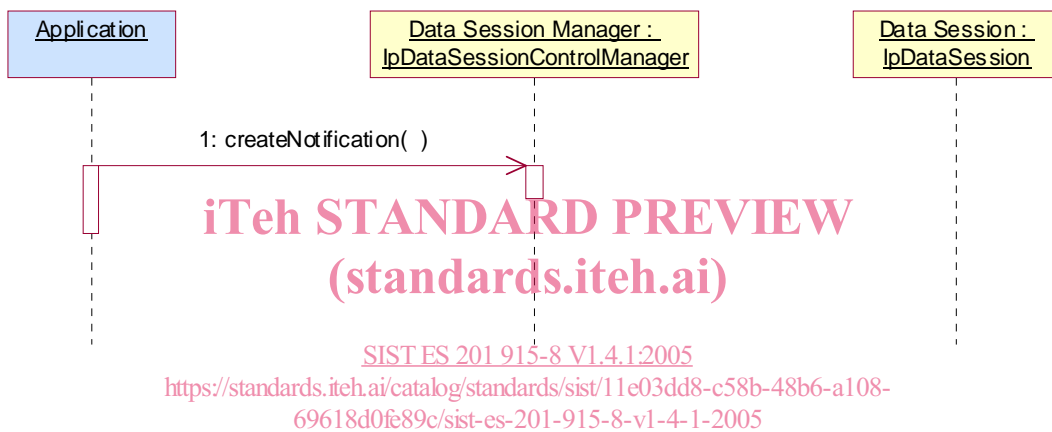 Application
Data Session Manager :
IpDataSessionControlManager
Data Session :
IpDataSession
1: createNotification( )
iTeh STANDARD PREVIEW
(standards.iteh.ai)
SIST ES 201 915-8 V1.4.1:2005
https://standards.iteh.ai/catalog/standards/sist/11e03dd8-c58b-48b6-a108-
69618d0fe89c/sist-es-201-915-8-v1-4-1-2005